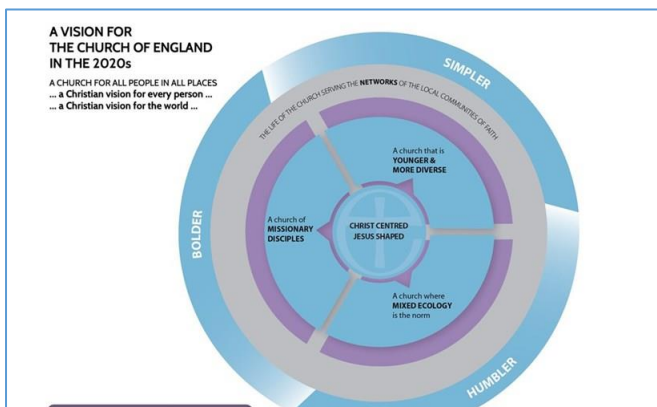 A VISION FOR
THE CHURCH OF ENGLAND
IN THE 2020s
A CHURCH FOR ALL PEOPLE IN ALL PLACES
... a Christian vision for every person ...
... a Christian vision for the world ...
SIMPLER
THE LIFE OF THE CHURCH SERVING THE NETWORKS OF THE LOCAL COMMUNITIES OF FAITH
A church that is
YOUNGER &
MORE DIVERSE
BOLDER
A church of
MISSIONARY
DISCIPLES
CHRIST CENTRED
JESUS SHAPED
A church where
MIXED ECOLOGY
is the norm
HUMBLER